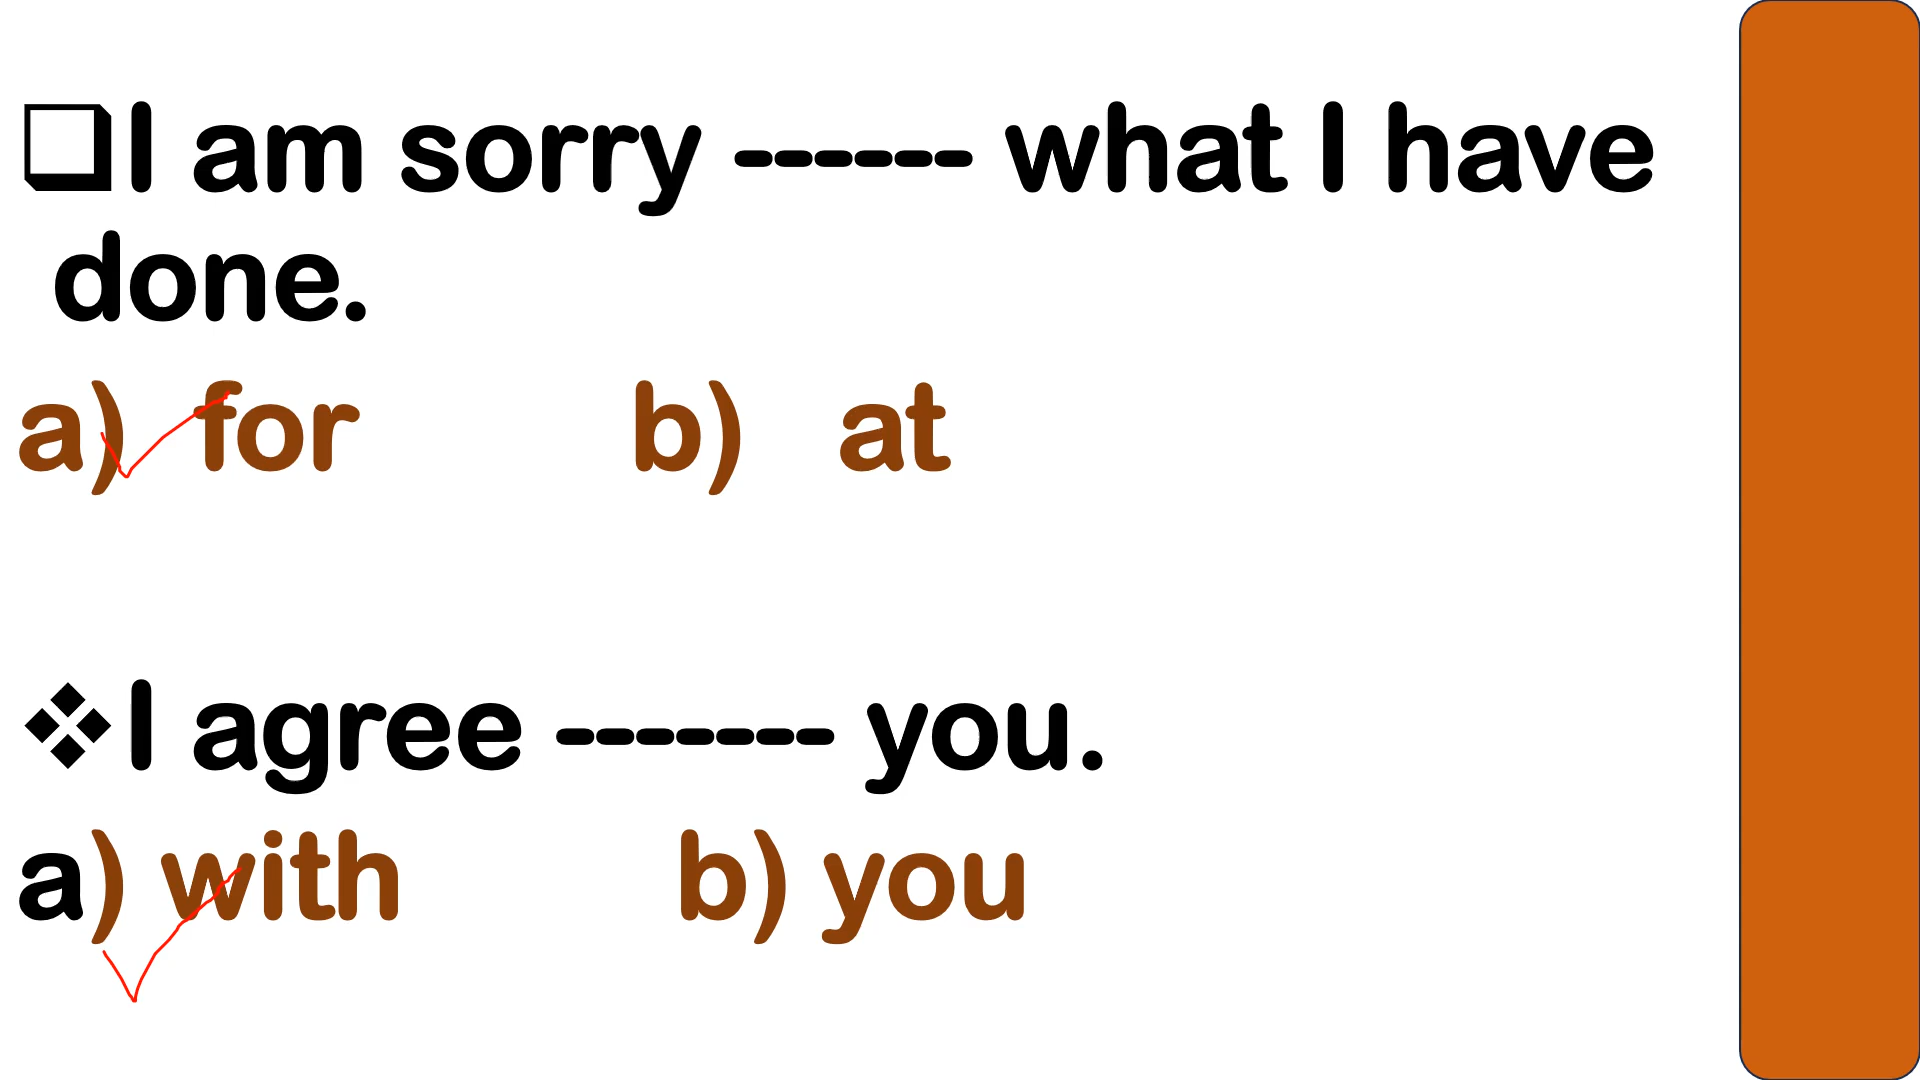 I am sorry ------ what I have
done.
a) for b) at
I agree ------- you.
a) with b) you